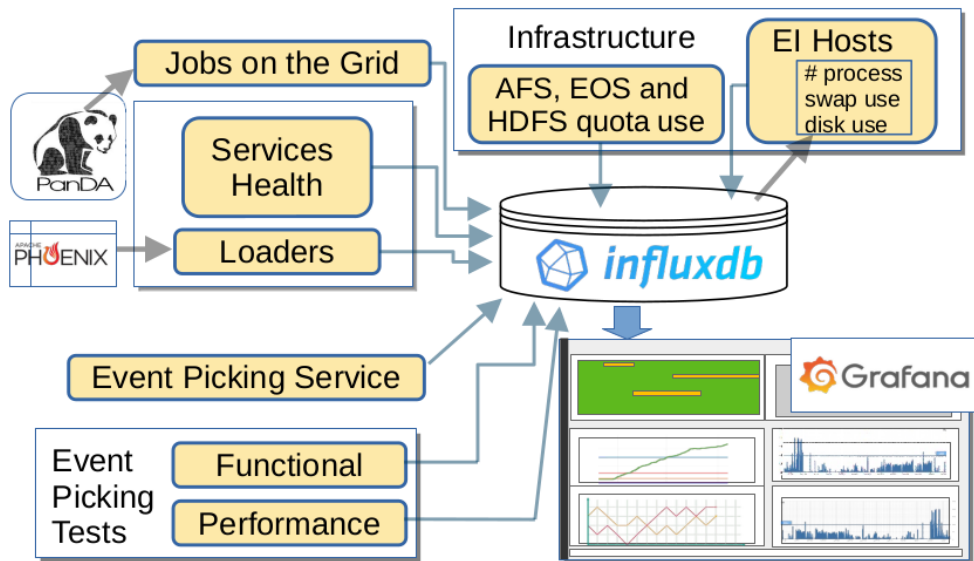 Jobs on the Grid
Infrastructure
EI Hosts
# process
swap use
disk use
AFS, EOS and
HDFS quota use
PanDA
Services
Health
APACHE
PHOENIX
Loaders
influxdb
Event Picking Service
Grafana
Event
Picking
Tests
Functional
Performance